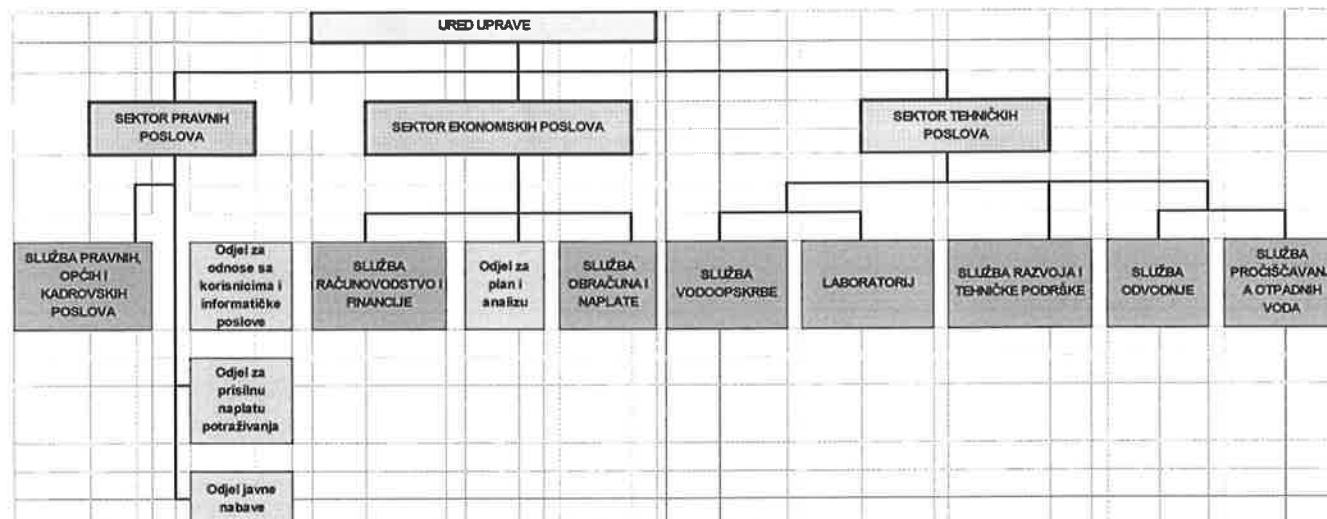 URED UPRAVE
SEKTOR PRAVNIH
POSLOVA
SEKTOR EKONOMSKIH POSLOVA
SEKTOR TEHNIČKIH
POSLOVA
SLUŽBA PRAVNIH,
OPĆIH I
KADROVSKIH
POSLOVA
Odjel za
odnose sa
korisnicima i
informatičke
poslove
SLUŽBA
RAČUNOVODSTVO I
FINANCIJE
Odjel za
plan i
analizu
SLUŽBA
OBRAČUNA I
NAPLATE
SLUŽBA
VODOOPSKRBE
LABORATORIJ
SLUŽBA RAZVOJA I
TEHNIČKE PODRŠKE
SLUŽBA
ODVODNJE
SLUŽBA
PROČIŠĆAVANJ
A OTPADNIH
VODA
Odjel za
prisilnu
naplatu
potraživanja
Odjel javne
nabave